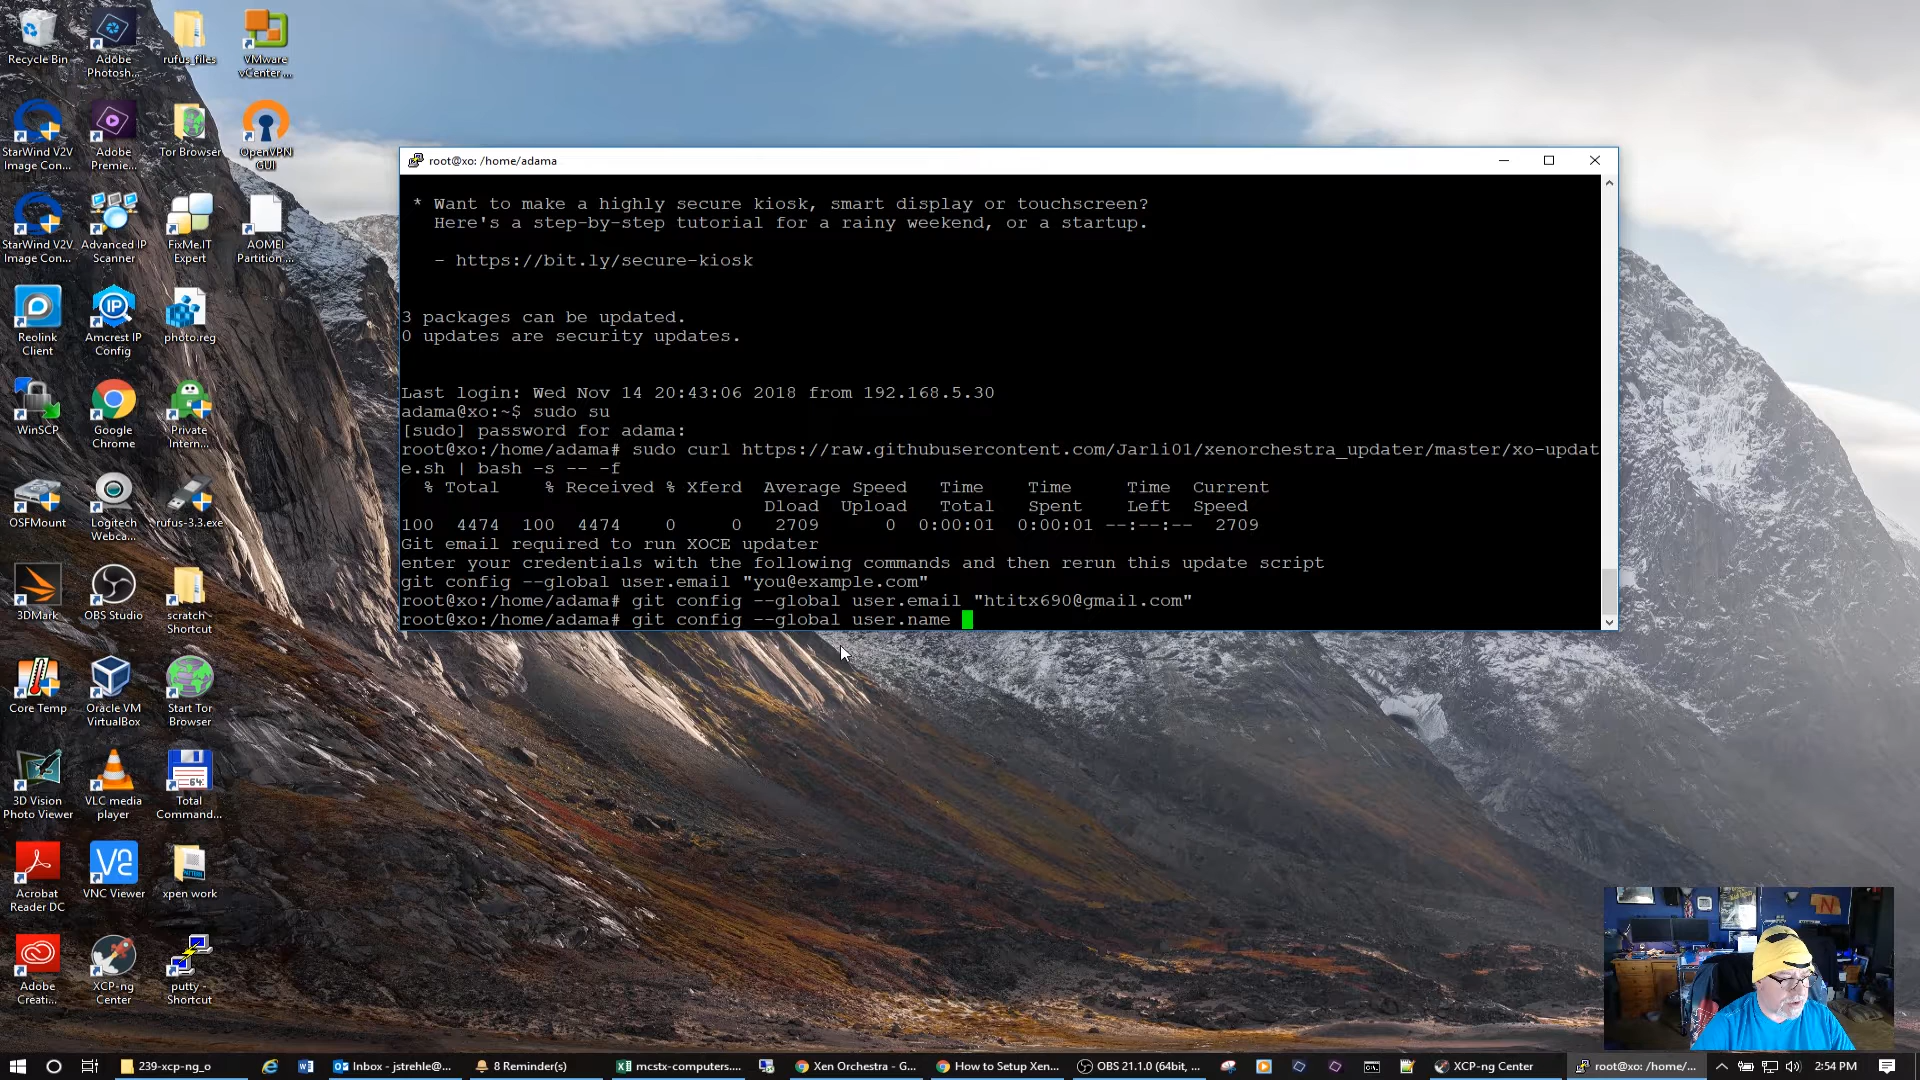 Recycle Bin
Adobe Photosh...
rufus_files
VMware vCenter ...
StarWind V2V Image Con...
Adobe Premie...
Tor Browser
OpenVPN GUI
StarWind V2V Image Con...
Advanced IP Scanner
FixMe.IT Expert
AOMEI Partition ...
Reolink Client
Amcrest IP Config
photo.reg
WinSCP
Google Chrome
Private Intern...
OSFMount
Logitech Webca...
rufus-3.3.exe
3DMark
OBS Studio
scratch - Shortcut
Core Temp
Oracle VM VirtualBox
Start Tor Browser
3D Vision Photo Viewer
VLC media player
Total Command...
Acrobat Reader DC
VNC Viewer
xpen work
Adobe Creati...
XCP-ng Center
putty - Shortcut
root@xo: /home/adama
* Want to make a highly secure kiosk, smart display or touchscreen?
Here's a step-by-step tutorial for a rainy weekend, or a startup.
- https://bit.ly/secure-kiosk
3 packages can be updated.
0 updates are security updates.
Last login: Wed Nov 14 20:43:06 2018 from 192.168.5.30
adama@xo:~$ sudo su
[sudo] password for adama:
root@xo:/home/adama# sudo curl https://raw.githubusercontent.com/Jarli01/xenorchestra_updater/master/xo-updat
e.sh | bash -s -- -f
% Total % Received % Xferd Average Speed Time Time Time Current
Dload Upload Total Spent Left Speed
100 4474 100 4474 0 0 2709 0 0:00:01 0:00:01 --:--:-- 2709
Git email required to run XOCE updater
enter your credentials with the following commands and then rerun this update script
git config --global user.email "you@example.com"
root@xo:/home/adama# git config --global user.email "htitx690@gmail.com"
root@xo:/home/adama# git config --global user.name
239-xcp-ng_o
Inbox - jstrehle@...
8 Reminder(s)
mcstx-computers....
Xen Orchestra - G...
How to Setup Xen...
OBS 21.1.0 (64bit, ...
XCP-ng Center
root@xo: /home/...
2:54 PM